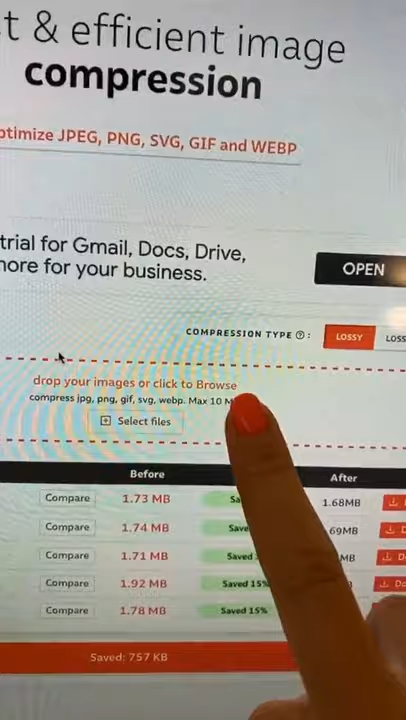 & efficient image
compression
JPEG, PNG, SVG, GIF and WEBP
trial for Gmail, Docs, Drive,
for your business.
OPEN
COMPRESSION TYPE ? :
LOSSY
drop your images or click to Browse
compress jpg, png, gif, svg, webp. Max 10
Select files
Before After
Compare 1.73 MB 1.68MB
Compare 1.74 MB 69MB
Compare 1.71 MB Saved MB
Compare 1.92 MB Saved 15%
Compare 1.78 MB Saved 15%
Saved: 757 KB